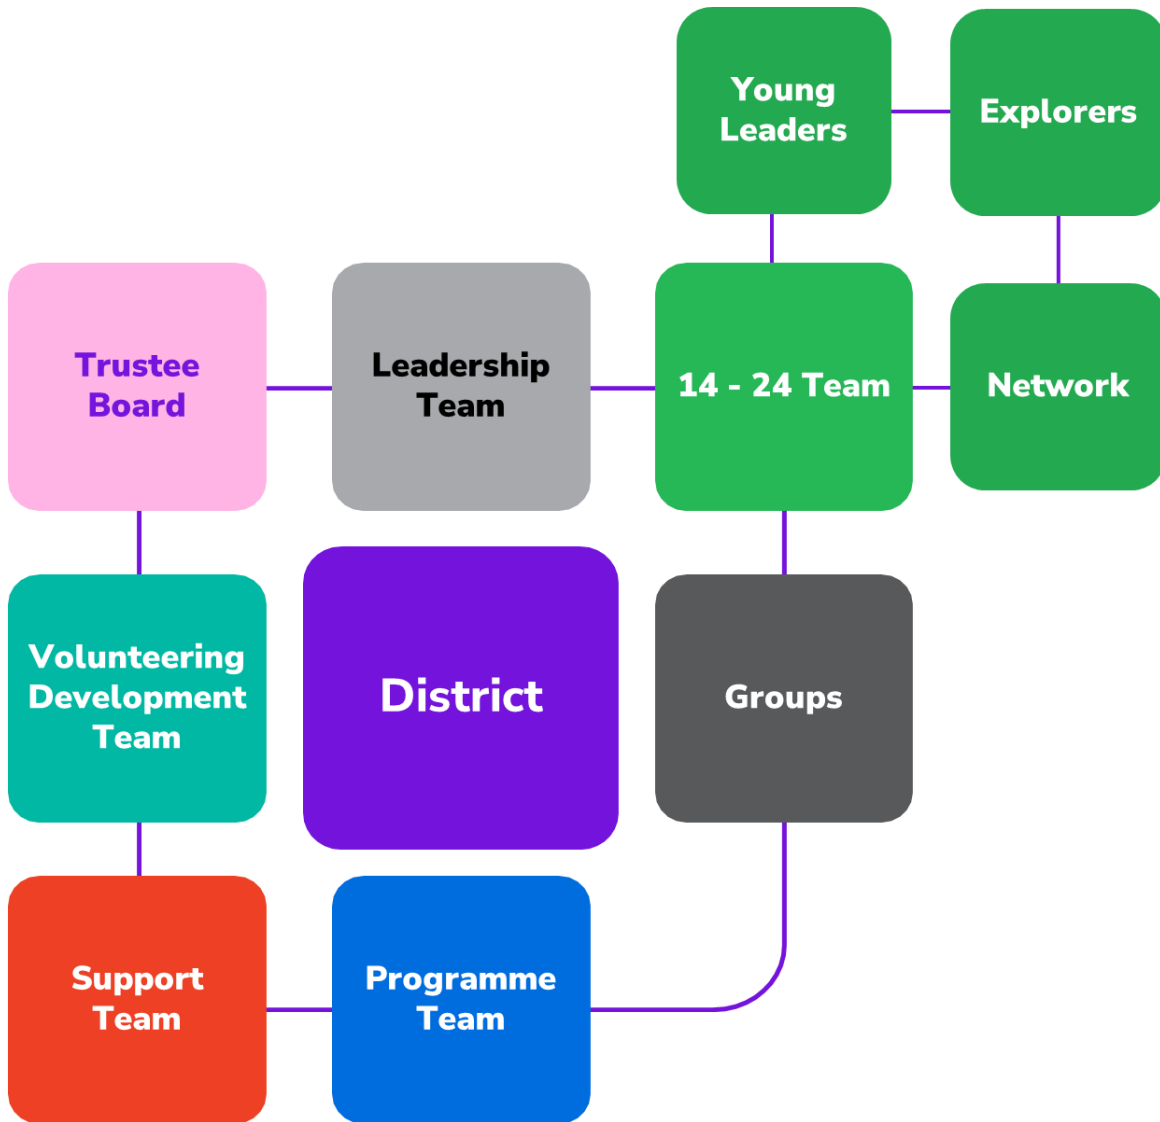 Young
Leaders
Explorers
Trustee
Board
Leadership
Team
14 - 24 Team
Network
Volunteering
Development
Team
District
Groups
Support
Team
Programme
Team